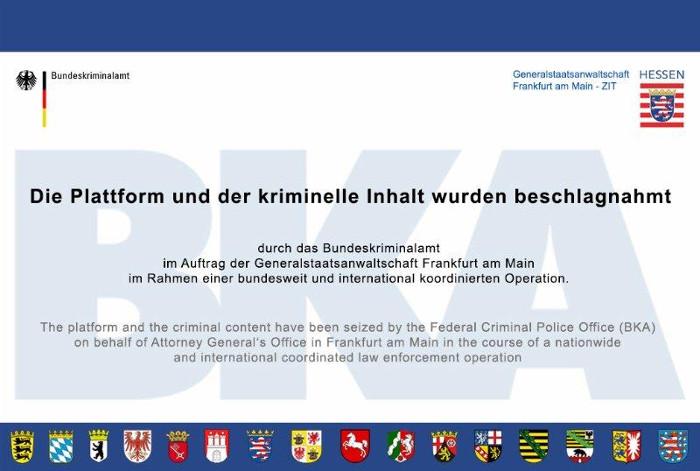 Bundeskriminalamt
Generalstaatsanwaltschaft
Frankfurt am Main - ZIT
HESSEN
BKA
Die Plattform und der kriminelle Inhalt wurden beschlagnahmt
durch das Bundeskriminalamt
im Auftrag der Generalstaatsanwaltschaft Frankfurt am Main
im Rahmen einer bundesweit und international koordinierten Operation.
The platform and the criminal content have been seized by the Federal Criminal Police Office (BKA)
on behalf of Attorney General's Office in Frankfurt am Main in the course of a nationwide
and international coordinated law enforcement operation